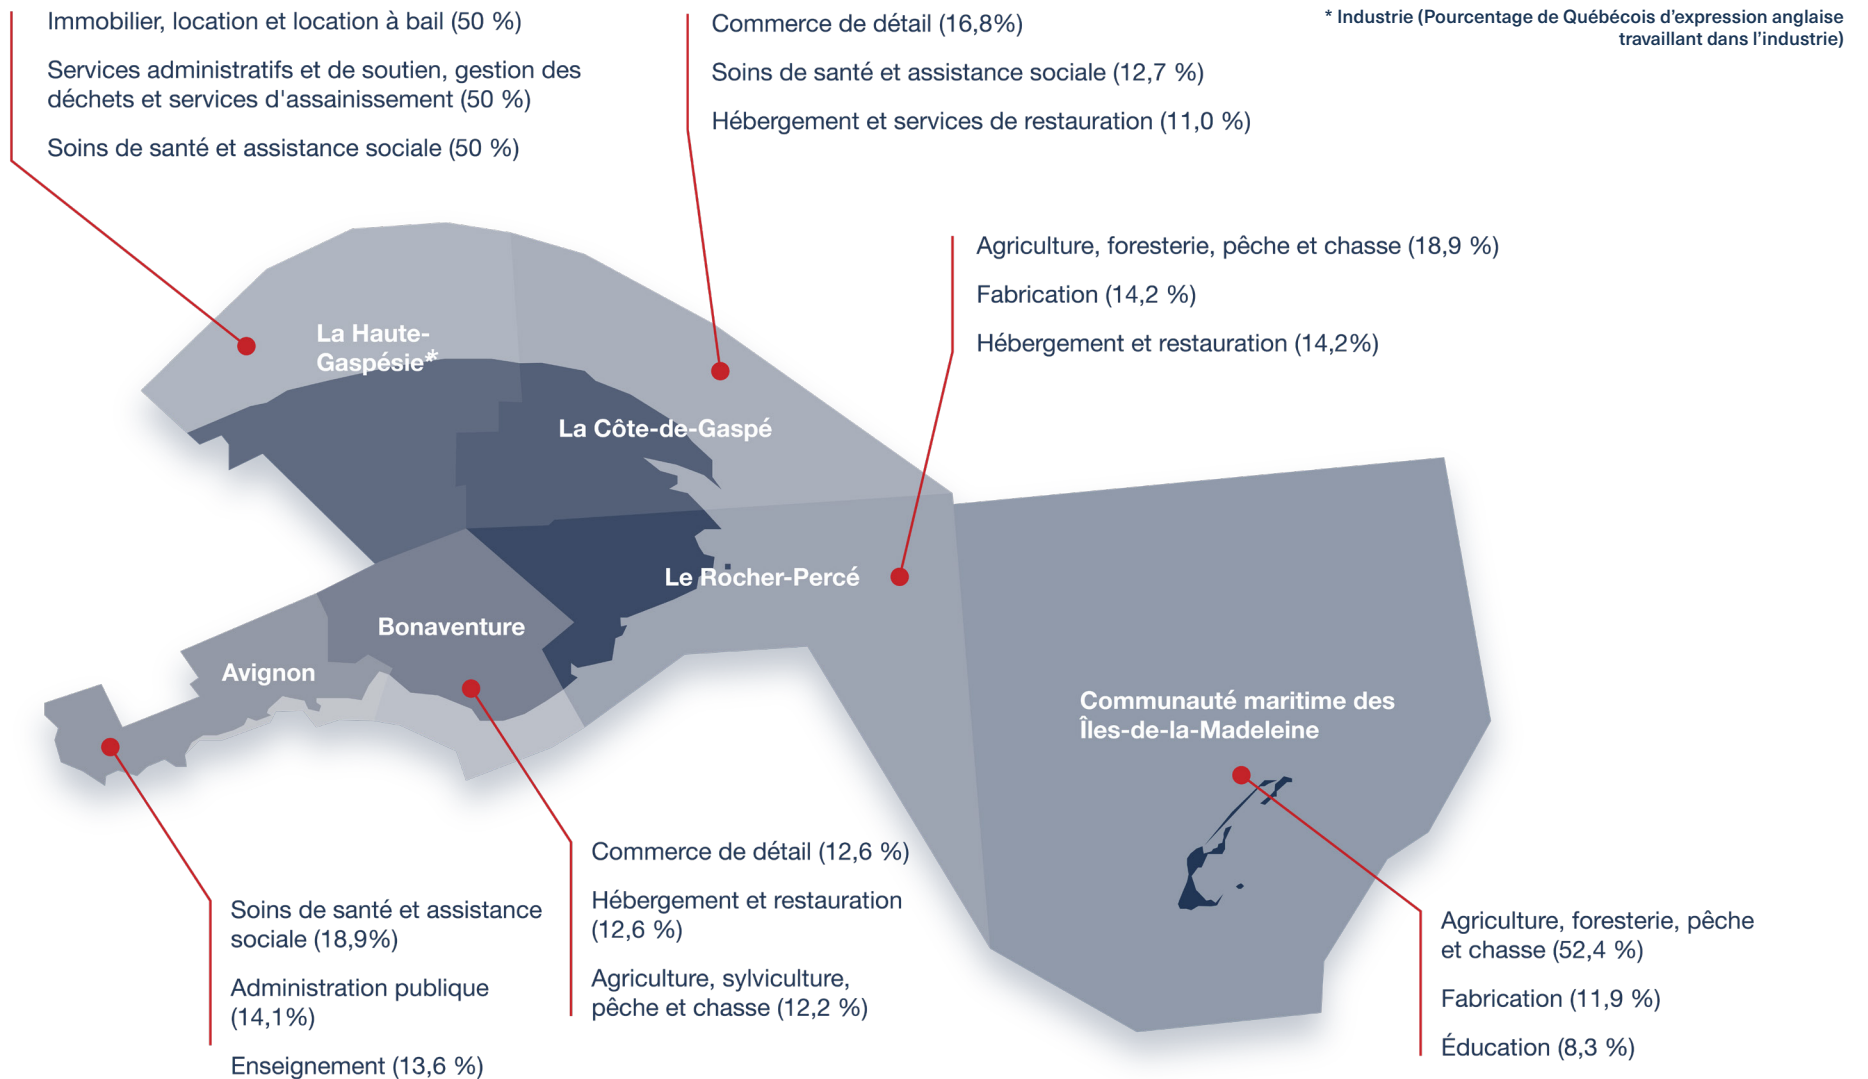 Immobilier, location et location à bail (50 %)
Services administratifs et de soutien, gestion des
déchets et services d'assainissement (50 %)
Soins de santé et assistance sociale (50 %)
Commerce de détail (16,8%)
Soins de santé et assistance sociale (12,7 %)
Hébergement et services de restauration (11,0 %)
* Industrie (Pourcentage de Québécois d’expression anglaise
travaillant dans l’industrie)
Agriculture, foresterie, pêche et chasse (18,9 %)
Fabrication (14,2 %)
Hébergement et restauration (14,2%)
La Haute-
Gaspésie*
La Côte-de-Gaspé
Le Rocher-Percé
Bonaventure
Avignon
Communauté maritime des
Îles-de-la-Madeleine
Soins de santé et assistance
sociale (18,9%)
Administration publique
(14,1%)
Enseignement (13,6 %)
Commerce de détail (12,6 %)
Hébergement et restauration
(12,6 %)
Agriculture, sylviculture,
pêche et chasse (12,2 %)
Agriculture, foresterie, pêche
et chasse (52,4 %)
Fabrication (11,9 %)
Éducation (8,3 %)